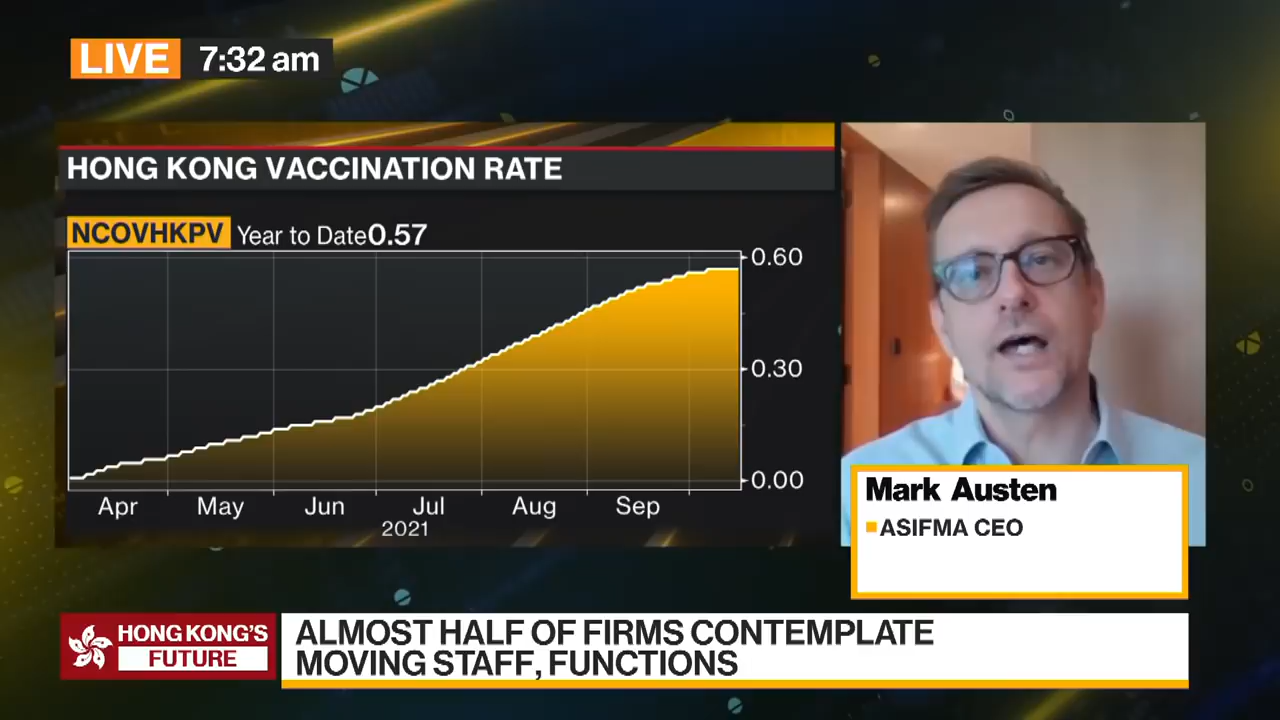 LIVE 7:32 am
HONG KONG VACCINATION RATE
NCOVHKPV Year to Date 0.57
0.60
0.30
0.00
Apr May Jun Jul Aug Sep
2021
Mark Austen
ASIFMA CEO
HONG KONG'S
FUTURE
ALMOST HALF OF FIRMS CONTEMPLATE
MOVING STAFF, FUNCTIONS